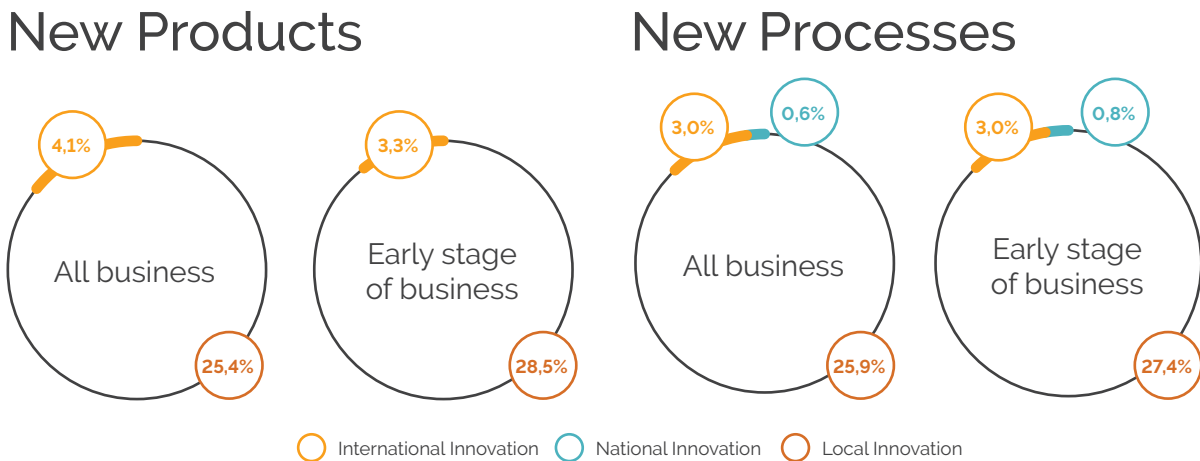 New Products
4,1%
All business
25,4%
3,3%
Early stage
of business
28,5%
New Processes
3,0%
0,6%
All business
25,9%
3,0%
0,8%
Early stage
of business
27,4%
International Innovation
National Innovation
Local Innovation